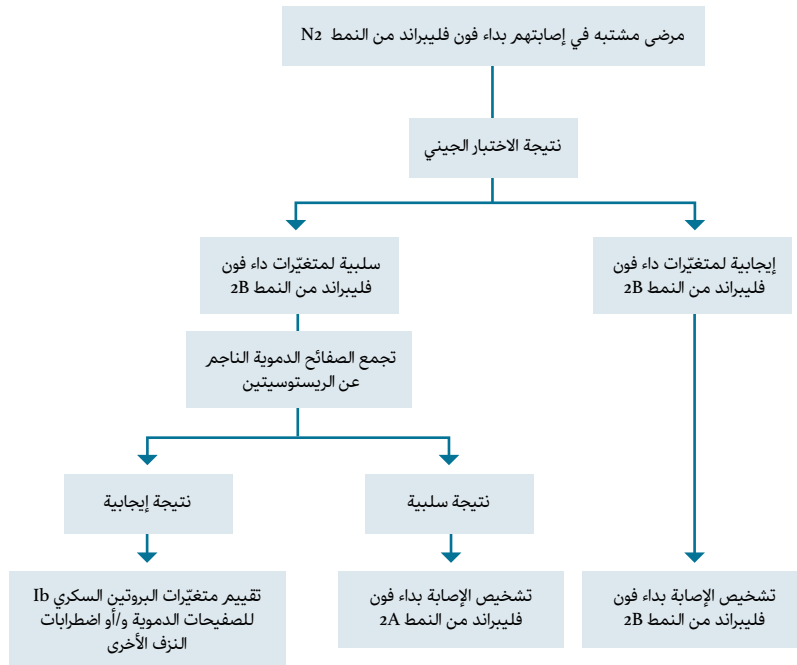 مرضى مشتبه في إصابتهم بداء فون فليبراند من النمط N2
نتيجة الاختبار الجيني
إيجابية لمتغيّرات داء فون
فليبراند من النمط 2B
سلبية لمتغيّرات داء فون
فليبراند من النمط 2B
تجمع الصفائح الدموية الناجم
عن الريستوسيتين
نتيجة سلبية
نتيجة إيجابية
تشخيص الإصابة بداء فون
فليبراند من النمط 2B
تشخيص الإصابة بداء فون
فليبراند من النمط 2A
تقييم متغيّرات البروتين السكري Ib
للصفيحات الدموية و/أو اضطرابات
النزف الأخرى